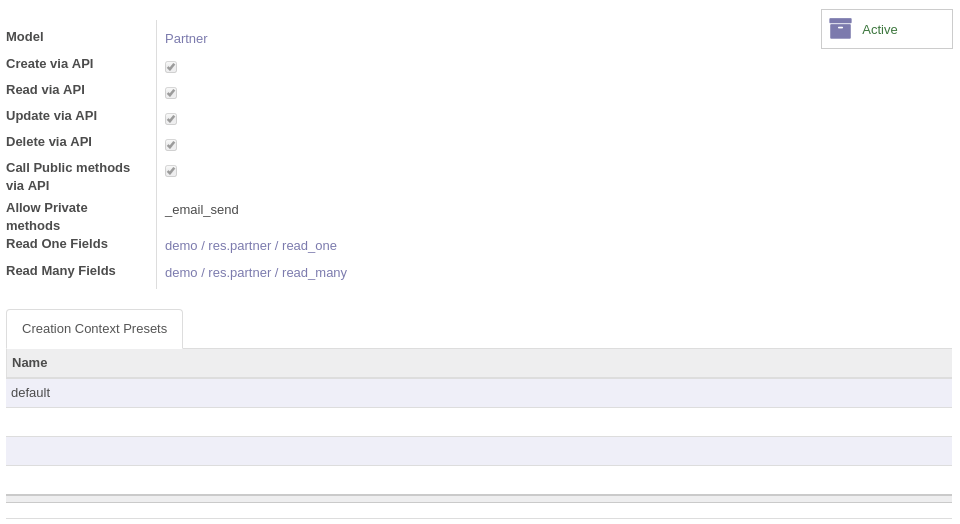 Active
Model Partner
Create via API
Read via API
Update via API
Delete via API
Call Public methods
via API
Allow Private _email_send
methods
Read One Fields demo / res.partner / read_one
Read Many Fields demo / res.partner / read_many
Creation Context Presets
Name
default